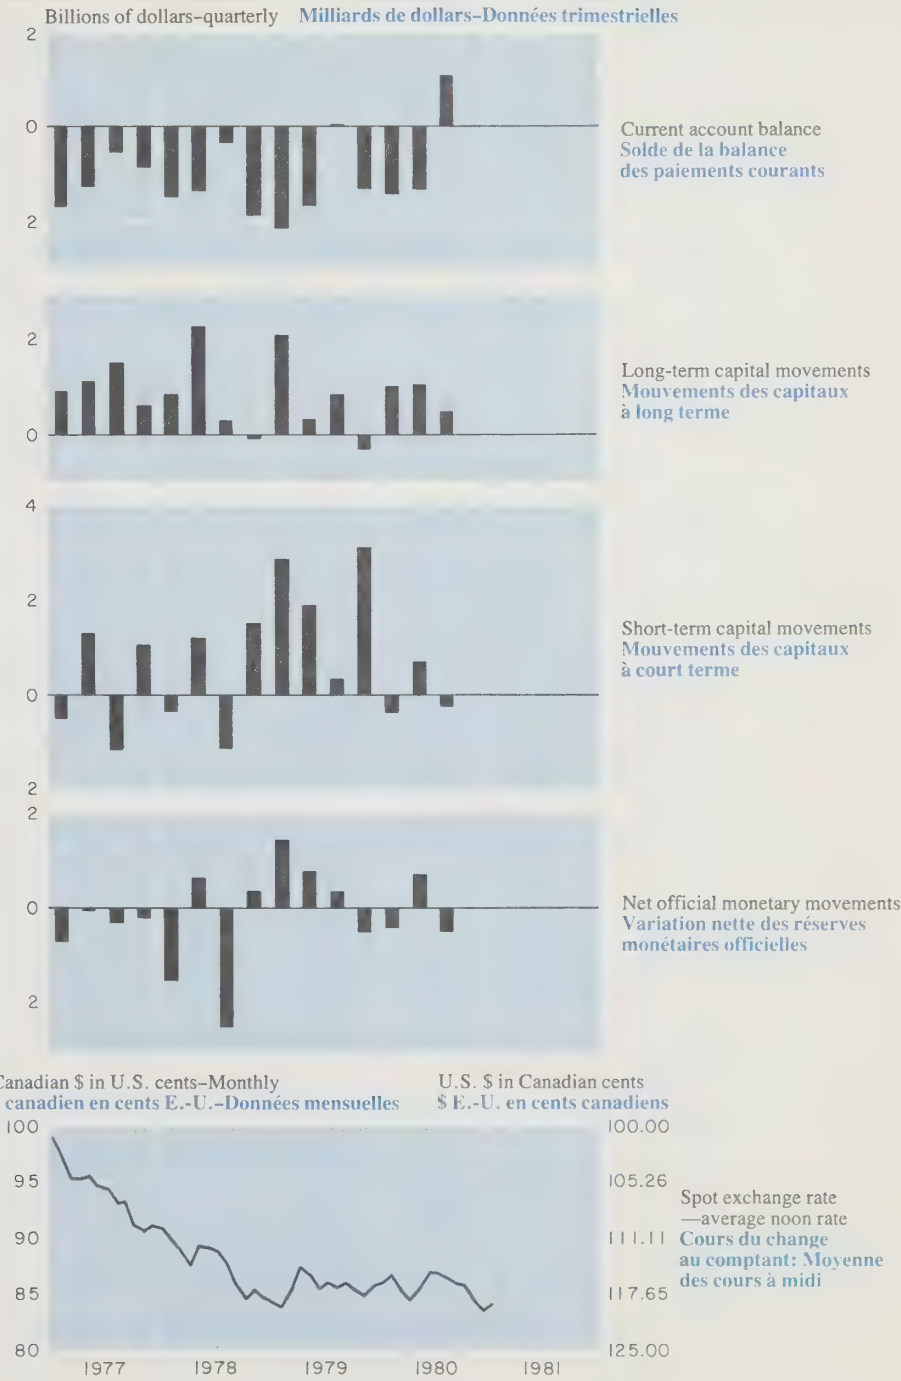 Billions of dollars–quarterly Milliards de dollars–Données trimestrielles
2
0
2
Current account balance
Solde de la balance
des paiements courants
2
0
Long-term capital movements
Mouvements des capitaux
à long terme
4
2
0
2
Short-term capital movements
Mouvements des capitaux
à court terme
2
0
2
Net official monetary movements
Variation nette des réserves
monétaires officielles
Canadian $ in U.S. cents–Monthly
canadien en cents E.-U.–Données mensuelles
U.S. $ in Canadian cents
$ E.-U. en cents canadiens
100
95
90
85
80
100.00
105.26
111.11
117.65
125.00
Spot exchange rate
—average noon rate
Cours du change
au comptant: Moyenne
des cours à midi
1977 1978 1979 1980 1981